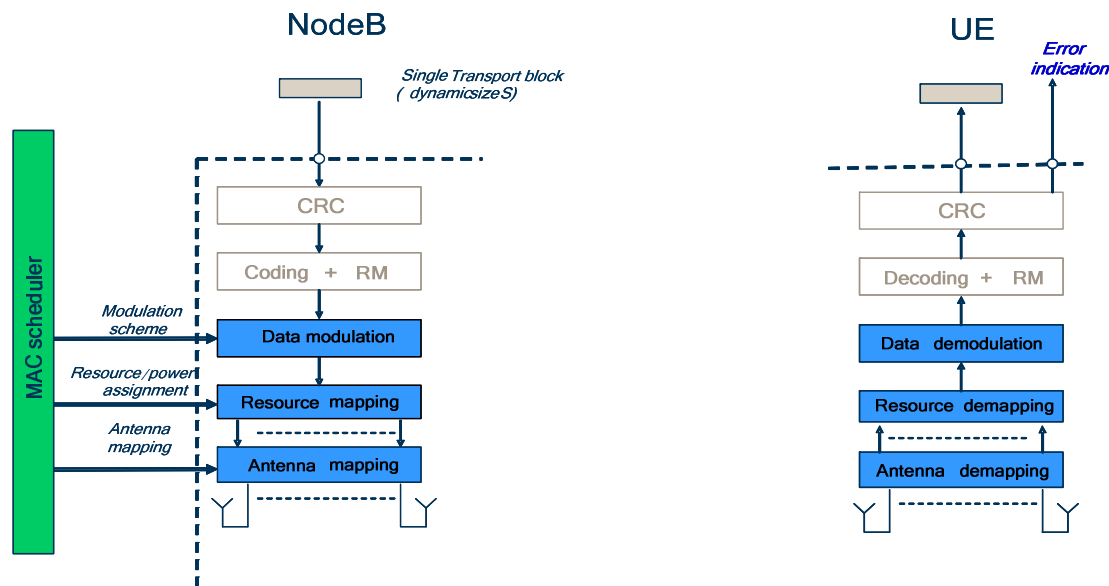 NodeB
UE
Error
indication
Single Transport block
( dynamicsize S)
CRC
CRC
Coding + RM
Decoding + RM
MAC scheduler
Modulation
scheme
Data modulation
Data demodulation
Resource/power
assignment
Resource mapping
Resource demapping
Antenna
mapping
Antenna mapping
Antenna demapping